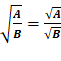 √(A/B) = √A/√B